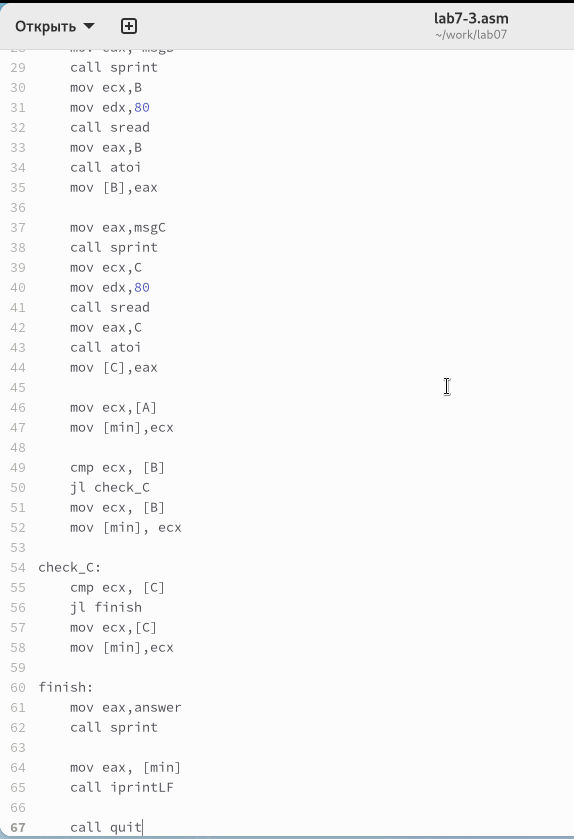 Открыть
lab7-3.asm
~/work/lab07
29 call sprint
30 mov ecx,B
31 mov edx,80
32 call sread
33 mov eax,B
34 call atoi
35 mov [B],eax
36
37 mov eax,msgC
38 call sprint
39 mov ecx,C
40 mov edx,80
41 call sread
42 mov eax,C
43 call atoi
44 mov [C],eax
45
46 mov ecx,[A]
47 mov [min],ecx
48
49 cmp ecx, [B]
50 jl check_C
51 mov ecx, [B]
52 mov [min], ecx
53
54 check_C:
55 cmp ecx, [C]
56 jl finish
57 mov ecx,[C]
58 mov [min],ecx
59
60 finish:
61 mov eax,answer
62 call sprint
63
64 mov eax, [min]
65 call iprintLF
66
67 call quit